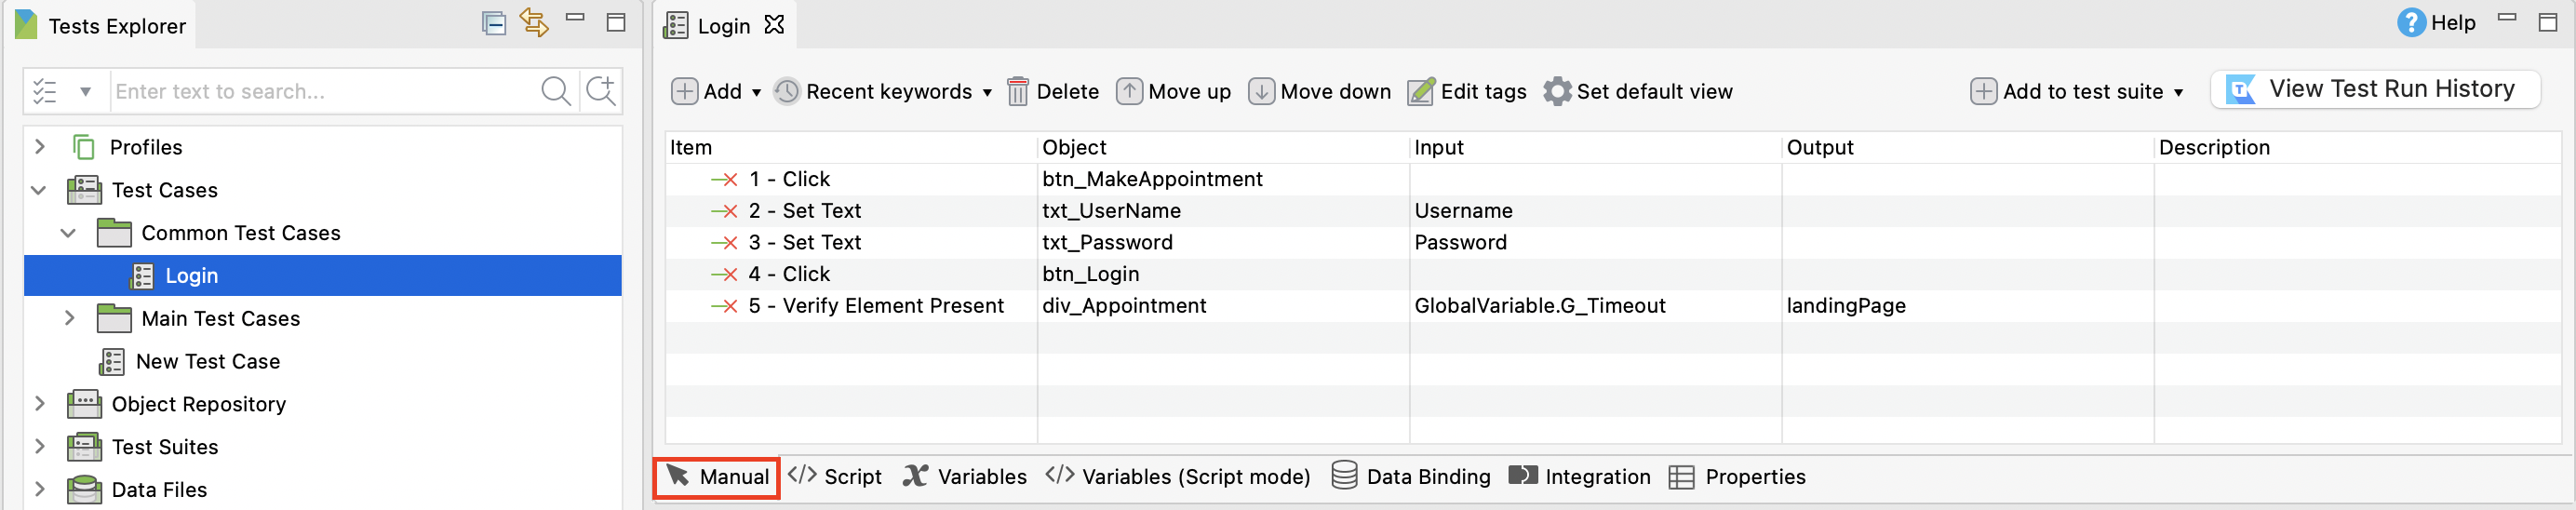 Tests Explorer
Enter text to search...
Profiles
Test Cases
Common Test Cases
Login
Main Test Cases
New Test Case
Object Repository
Test Suites
Data Files
Login
Help
Add Recent keywords Delete Move up Move down Edit tags Set default view Add to test suite View Test Run History
Item Object Input Output Description
1 - Click btn_MakeAppointment
2 - Set Text txt_UserName Username
3 - Set Text txt_Password Password
4 - Click btn_Login
5 - Verify Element Present div_Appointment GlobalVariable.G_Timeout landingPage
Manual </> Script Variables </> Variables (Script mode) Data Binding Integration Properties